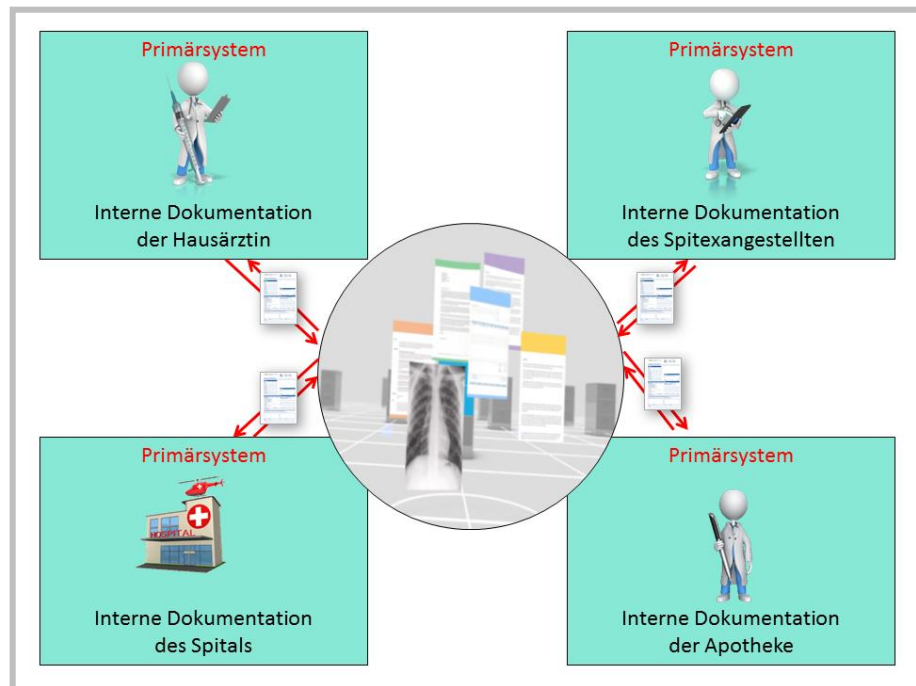 Primärsystem
Interne Dokumentation
der Hausärztin
Primärsystem
Interne Dokumentation
des Spitexangestellten
Primärsystem
HOSPITAL
Interne Dokumentation
des Spitals
Primärsystem
Interne Dokumentation
der Apotheke